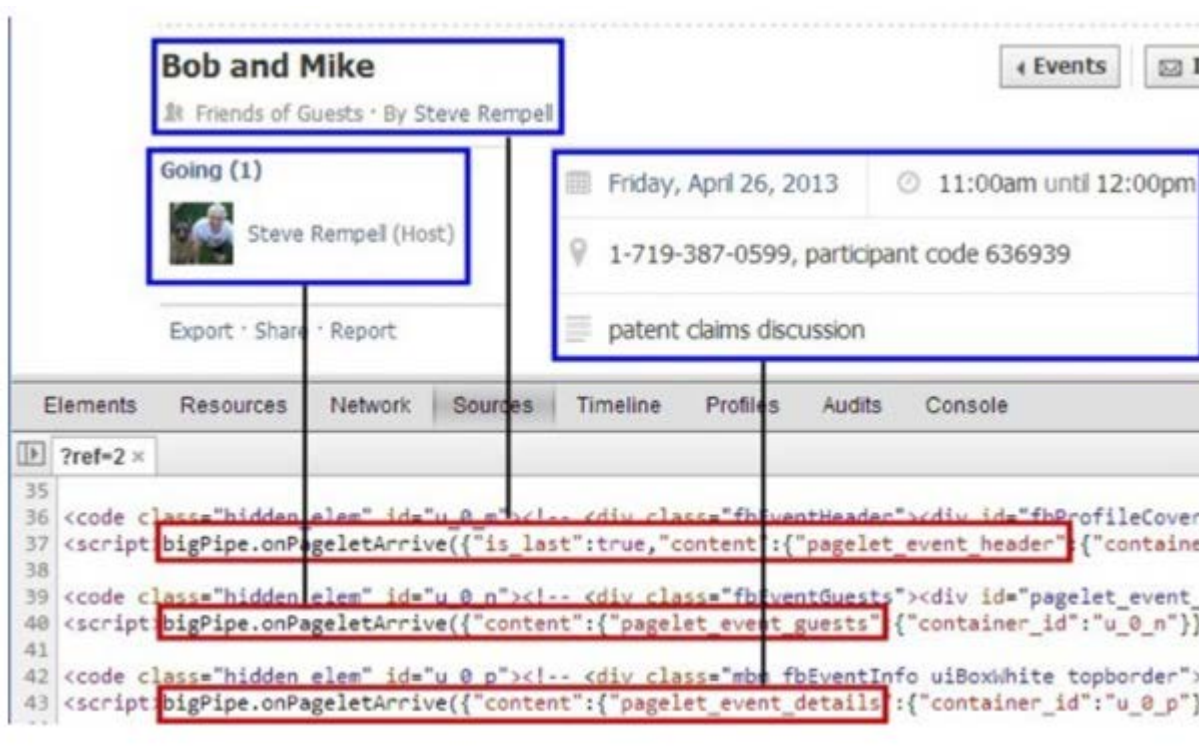 Bob and Mike
Events
Friends of Guests · By Steve Rempell
Going (1)
Steve Rempell (Host)
Export · Share · Report
Friday, April 26, 2013
11:00am until 12:00pm
1-719-387-0599, participant code 636939
patent claims discussion
Elements Resources Network Sources Timeline Profiles Audits Console
?ref=2 ×
35
36 <code class="hidden_elem" id="u_0_m"><!-- <div class="fbEventHeader"><div id="fbProfileCover
37 <script>bigPipe.onPageletArrive({"is_last":true,"content":{"pagelet_event_header":{"containe
38
39 <code class="hidden_elem" id="u_0_n"><!-- <div class="fbEventGuests"><div id="pagelet_event_
40 <script>bigPipe.onPageletArrive({"content":{"pagelet_event_guests":{"container_id":"u_0_n"}}
41
42 <code class="hidden_elem" id="u_0_p"><!-- <div class="mbm fbEventInfo uiBoxWhite topborder">
43 <script>bigPipe.onPageletArrive({"content":{"pagelet_event_details":{"container_id":"u_0_p"}